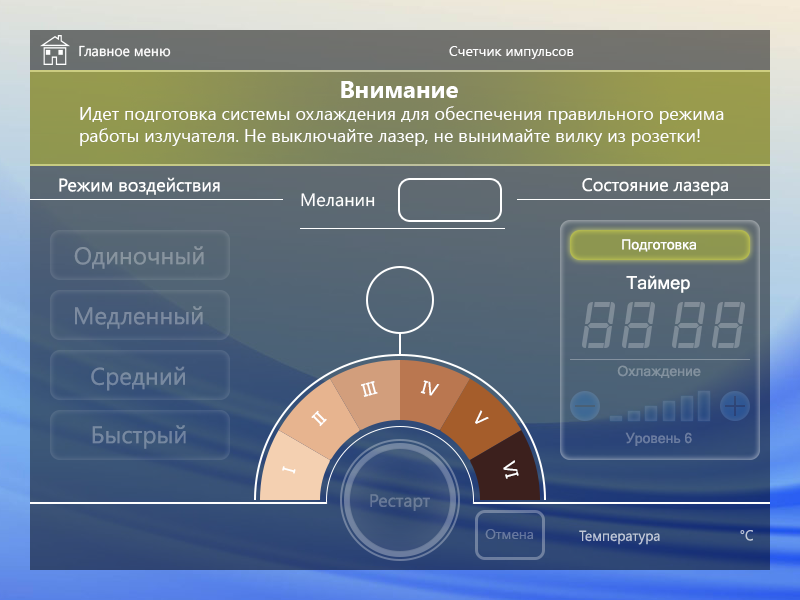 Главное меню
Счетчик импульсов
Внимание
Идет подготовка системы охлаждения для обеспечения правильного режима
работы излучателя. Не выключайте лазер, не вынимайте вилку из розетки!
Режим воздействия
Меланин
Состояние лазера
Одиночный
Медленный
Средний
Быстрый
I
II
III
IV
V
VI
Рестарт
Отмена
Подготовка
Таймер
88 88
Охлаждение
Уровень 6
Температура
°C